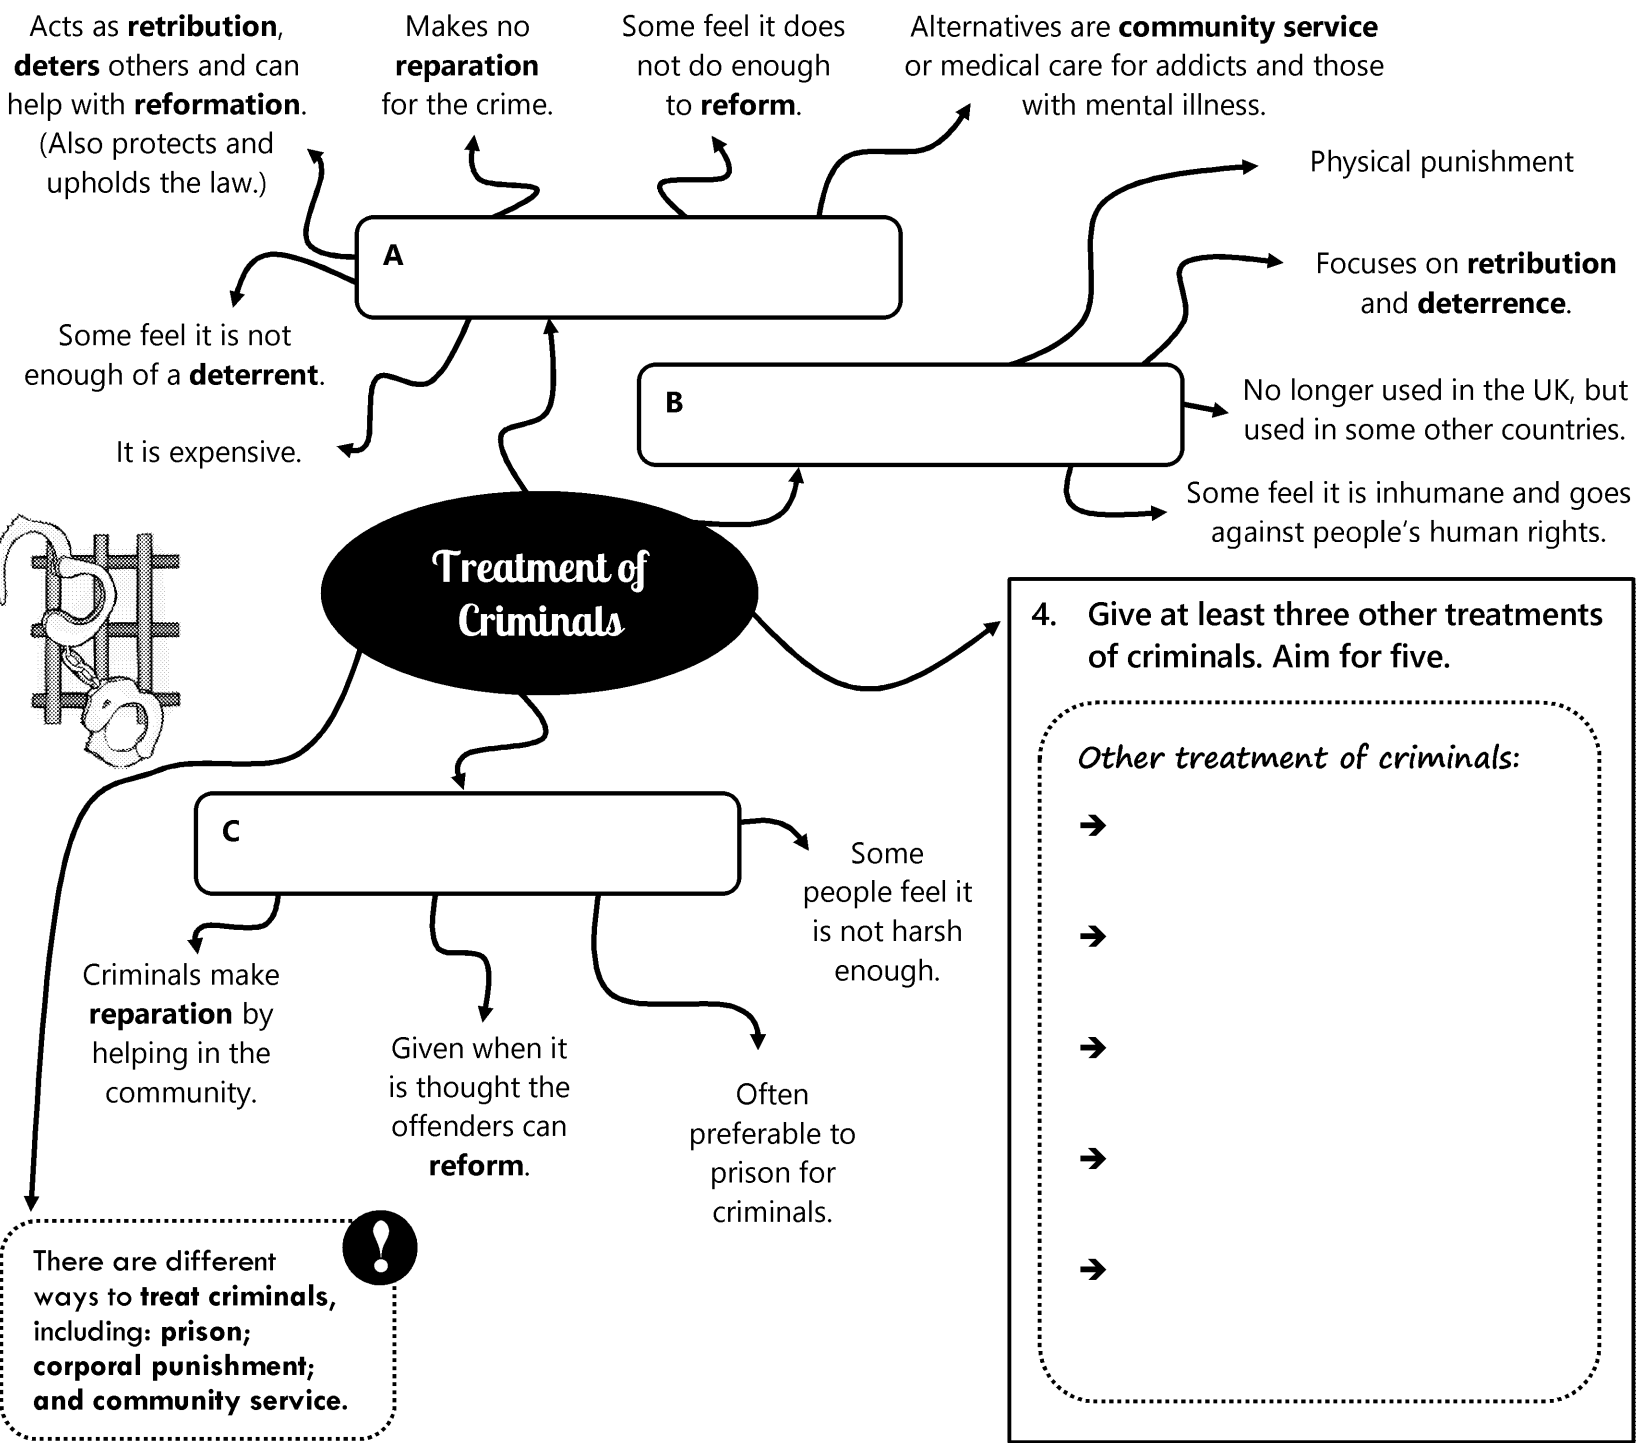 Acts as retribution,
deters others and can
help with reformation.
(Also protects and
upholds the law.)
Makes no
reparation
for the crime.
Some feel it does
not do enough
to reform.
Alternatives are community service
or medical care for addicts and those
with mental illness.
Physical punishment
A
Focuses on retribution
and deterrence.
Some feel it is not
enough of a deterrent.
B
No longer used in the UK, but
used in some other countries.
It is expensive.
Some feel it is inhumane and goes
against people's human rights.
Treatment of
Criminals
4. Give at least three other treatments
of criminals. Aim for five.
Other treatment of criminals:
➔
➔
➔
➔
➔
C
Some
people feel it
is not harsh
enough.
Criminals make
reparation by
helping in the
community.
Given when it
is thought the
offenders can
reform.
Often
preferable to
prison for
criminals.
!
There are different
ways to treat criminals,
including: prison;
corporal punishment;
and community service.